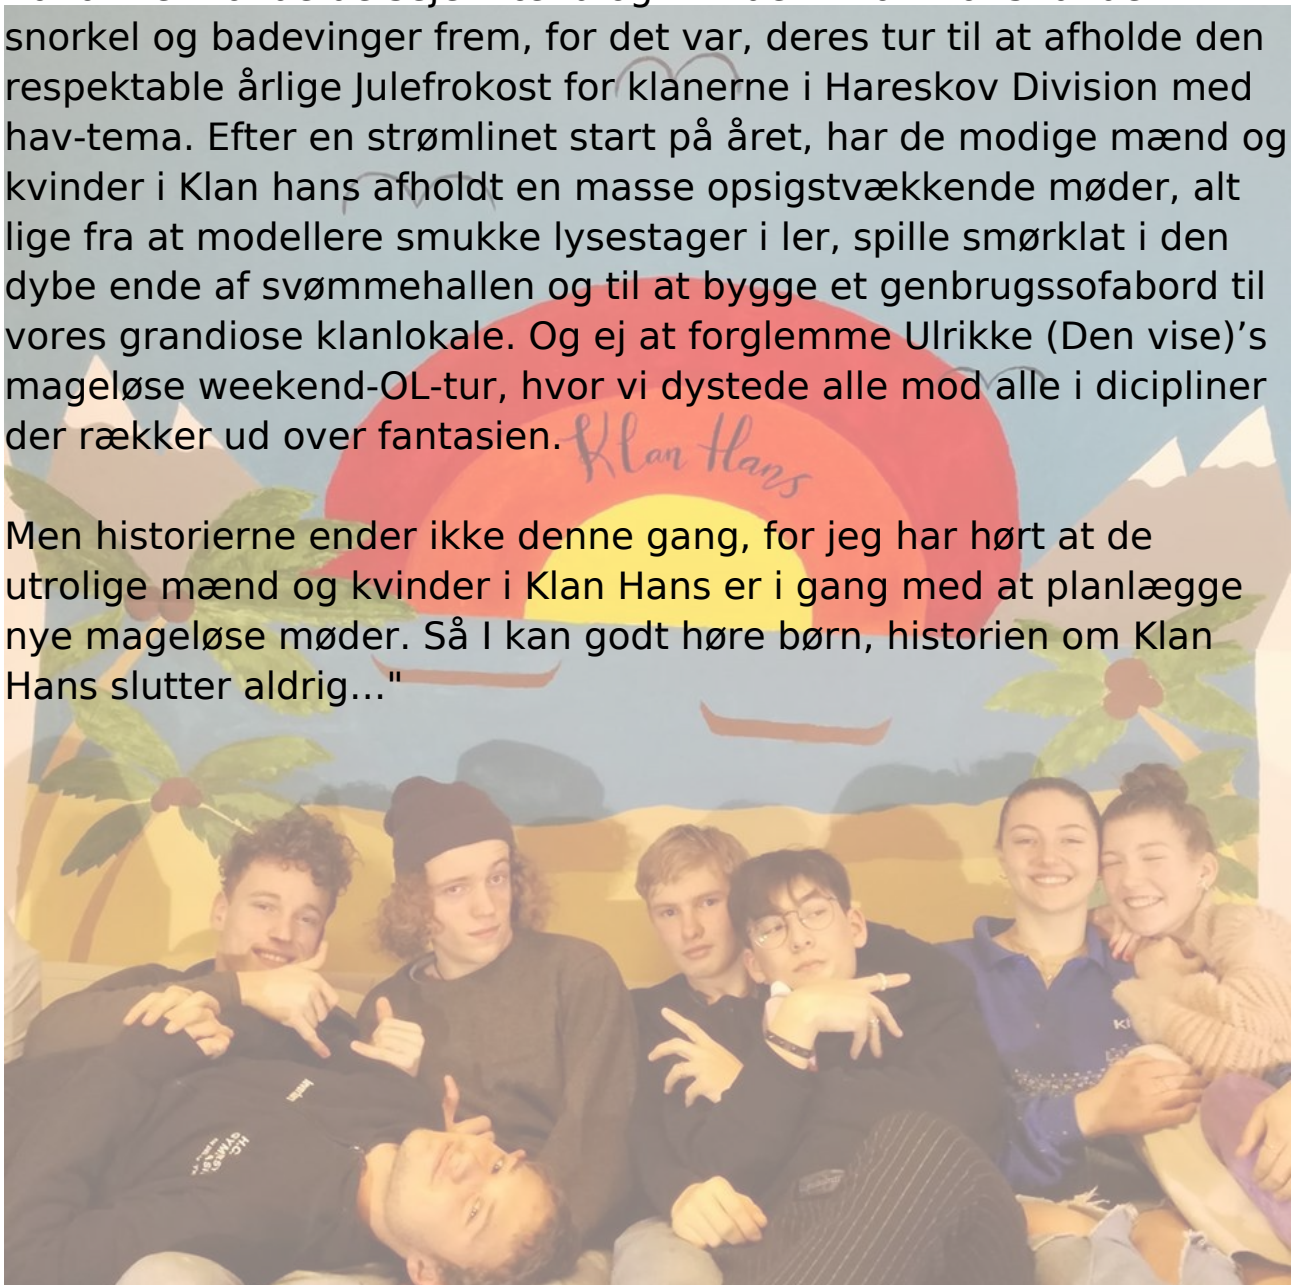 snorkel og badevinger frem, for det var, deres tur til at afholde den
respektable årlige Julefrokost for klanerne i Hareskov Division med
hav-tema. Efter en strømlinet start på året, har de modige mænd og
kvinder i Klan hans afholdt en masse opsigstvækkende møder, alt
lige fra at modellere smukke lysestager i ler, spille smørklat i den
dybe ende af svømmehallen og til at bygge et genbrugssofabord til
vores grandiose klanlokale. Og ej at forglemme Ulrikke (Den vise)’s
mageløse weekend-OL-tur, hvor vi dystede alle mod alle i dicipliner
der rækker ud over fantasien.
Klan Hans
Men historierne ender ikke denne gang, for jeg har hørt at de
utrolige mænd og kvinder i Klan Hans er i gang med at planlægge
nye mageløse møder. Så I kan godt høre børn, historien om Klan
Hans slutter aldrig..."